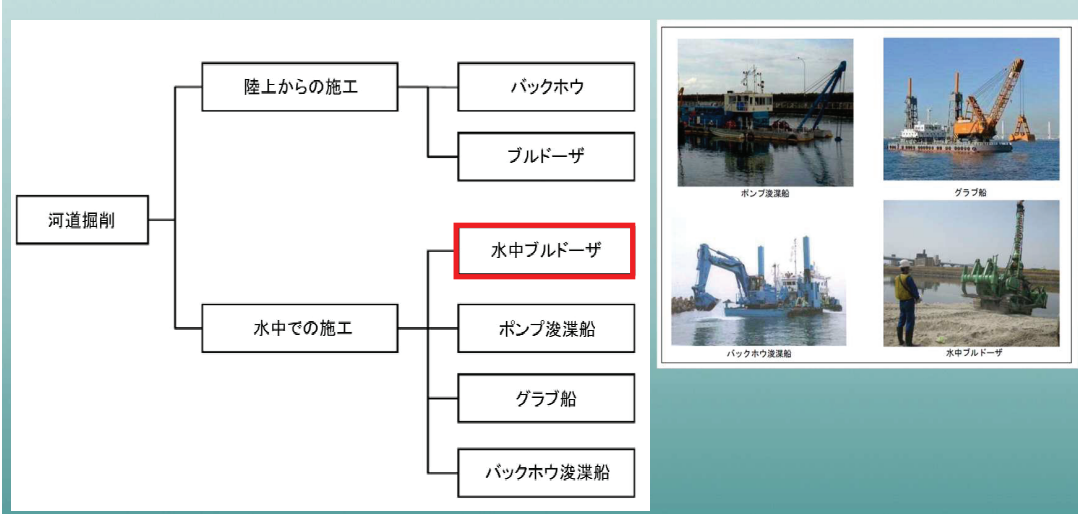 河道掘削
陸上からの施工
バックホウ
ブルドーザ
水中での施工
水中ブルドーザ
ポンプ浚渫船
グラブ船
バックホウ浚渫船
ポンプ浚渫船
グラブ船
バックホウ浚渫船
水中ブルドーザ